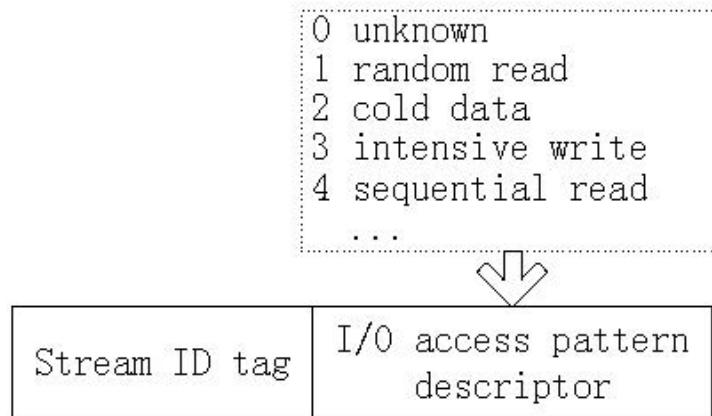 0 unknown
1 random read
2 cold data
3 intensive write
4 sequential read
...
Stream ID tag
I/O access pattern
descriptor